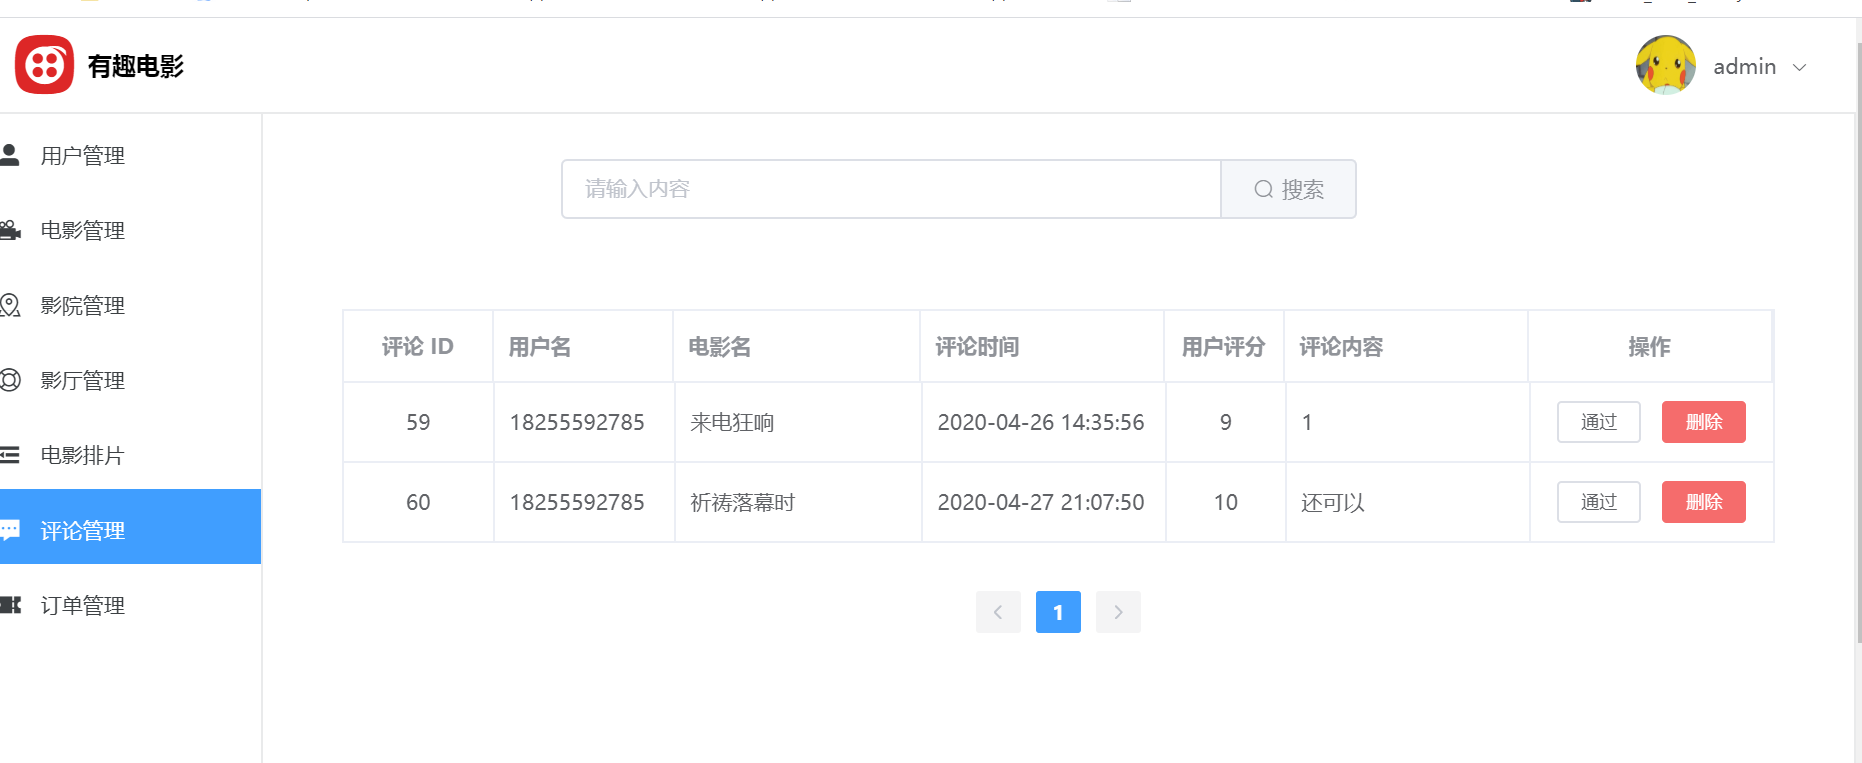 有趣电影
admin
用户管理
电影管理
影院管理
影厅管理
电影排片
评论管理
订单管理
请输入内容
搜索
评论 ID 用户名 电影名 评论时间 用户评分 评论内容 操作
59 18255592785 来电狂响 2020-04-26 14:35:56 9 1 通过 删除
60 18255592785 祈祷落幕时 2020-04-27 21:07:50 10 还可以 通过 删除
1